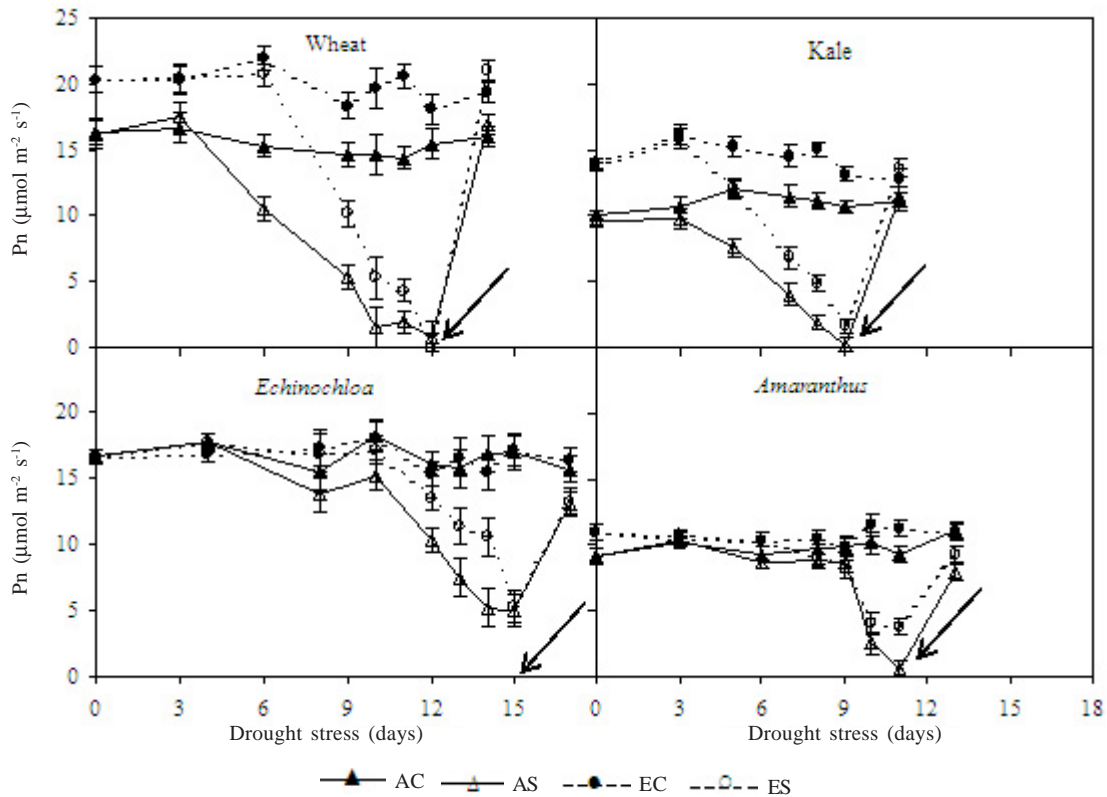 25
20
15
10
5
0
Pn (µmol m⁻² s⁻¹)
Wheat
Kale
20
15
10
5
0
Pn (µmol m⁻² s⁻¹)
Echinochloa
Amaranthus
0 3 6 9 12 15 0 3 6 9 12 15 18
Drought stress (days) Drought stress (days)
AC AS EC ES